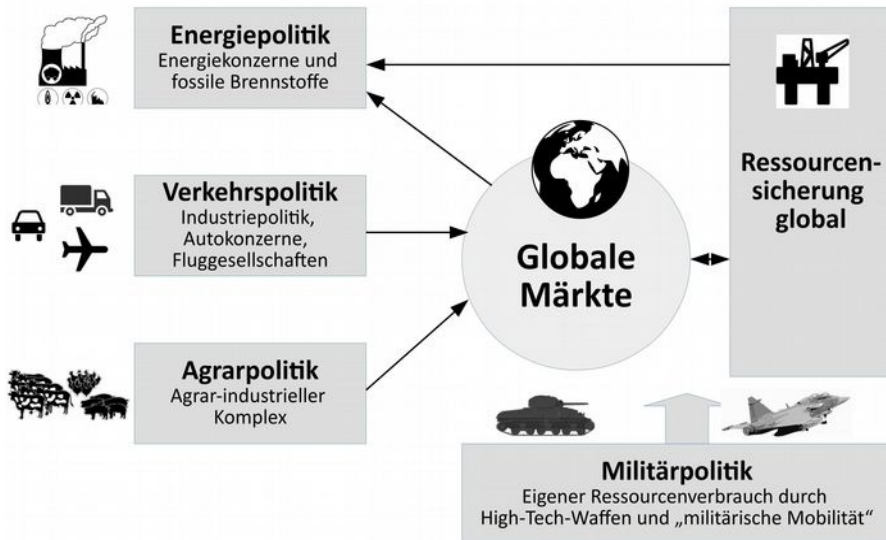 Energiepolitik
Energiekonzerne und
fossile Brennstoffe
Verkehrspolitik
Industriepolitik,
Autokonzerne,
Fluggesellschaften
Agrarpolitik
Agrar-industrieller
Komplex
Globale
Märkte
Ressourcen-
sicherung
global
Militärpolitik
Eigener Ressourcenverbrauch durch
High-Tech-Waffen und „militärische Mobilität“